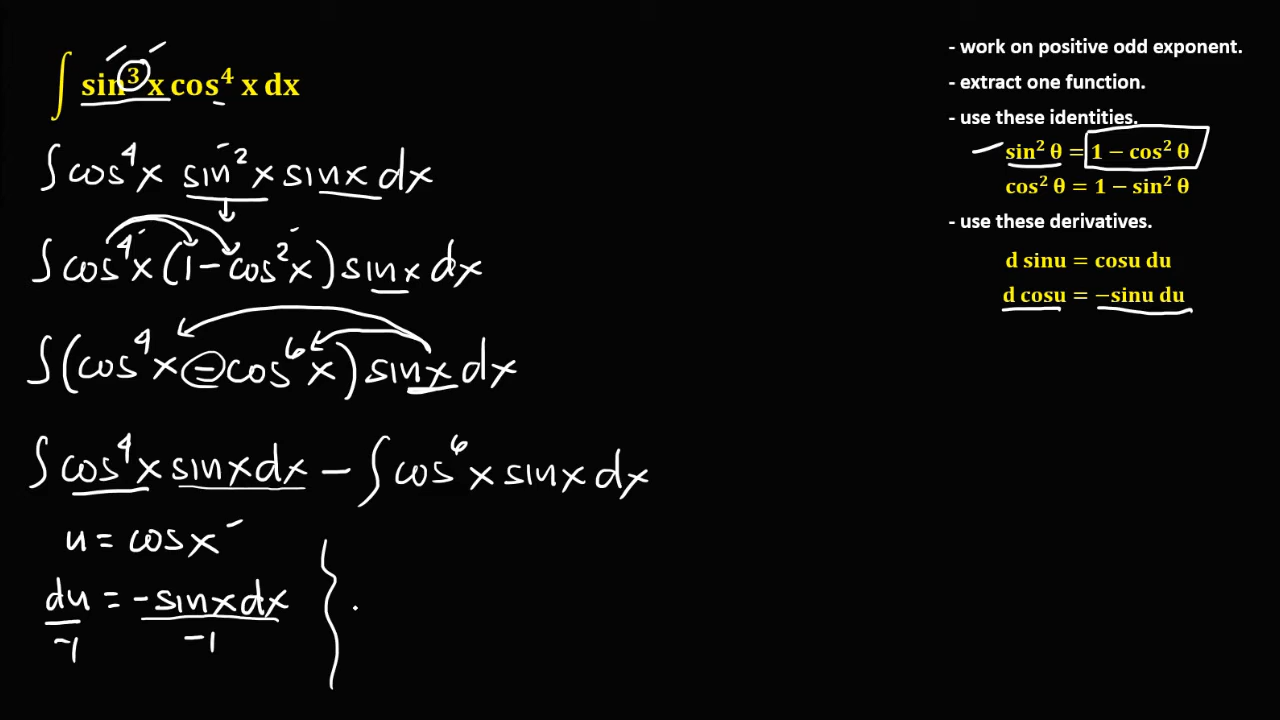 ∫ sin³ x cos⁴ x dx
∫ cos⁴x sin²x sinx dx
∫ cos⁴x (1 - cos²x) sinx dx
∫ (cos⁴x - cos⁶x) sinx dx
∫ cos⁴x sinx dx - ∫ cos⁶x sinx dx
u = cosx
du = -sinx dx
-1 -1
- work on positive odd exponent.
- extract one function.
- use these identities.
sin² θ = 1 − cos² θ
cos² θ = 1 − sin² θ
- use these derivatives.
d sinu = cosu du
d cosu = −sinu du